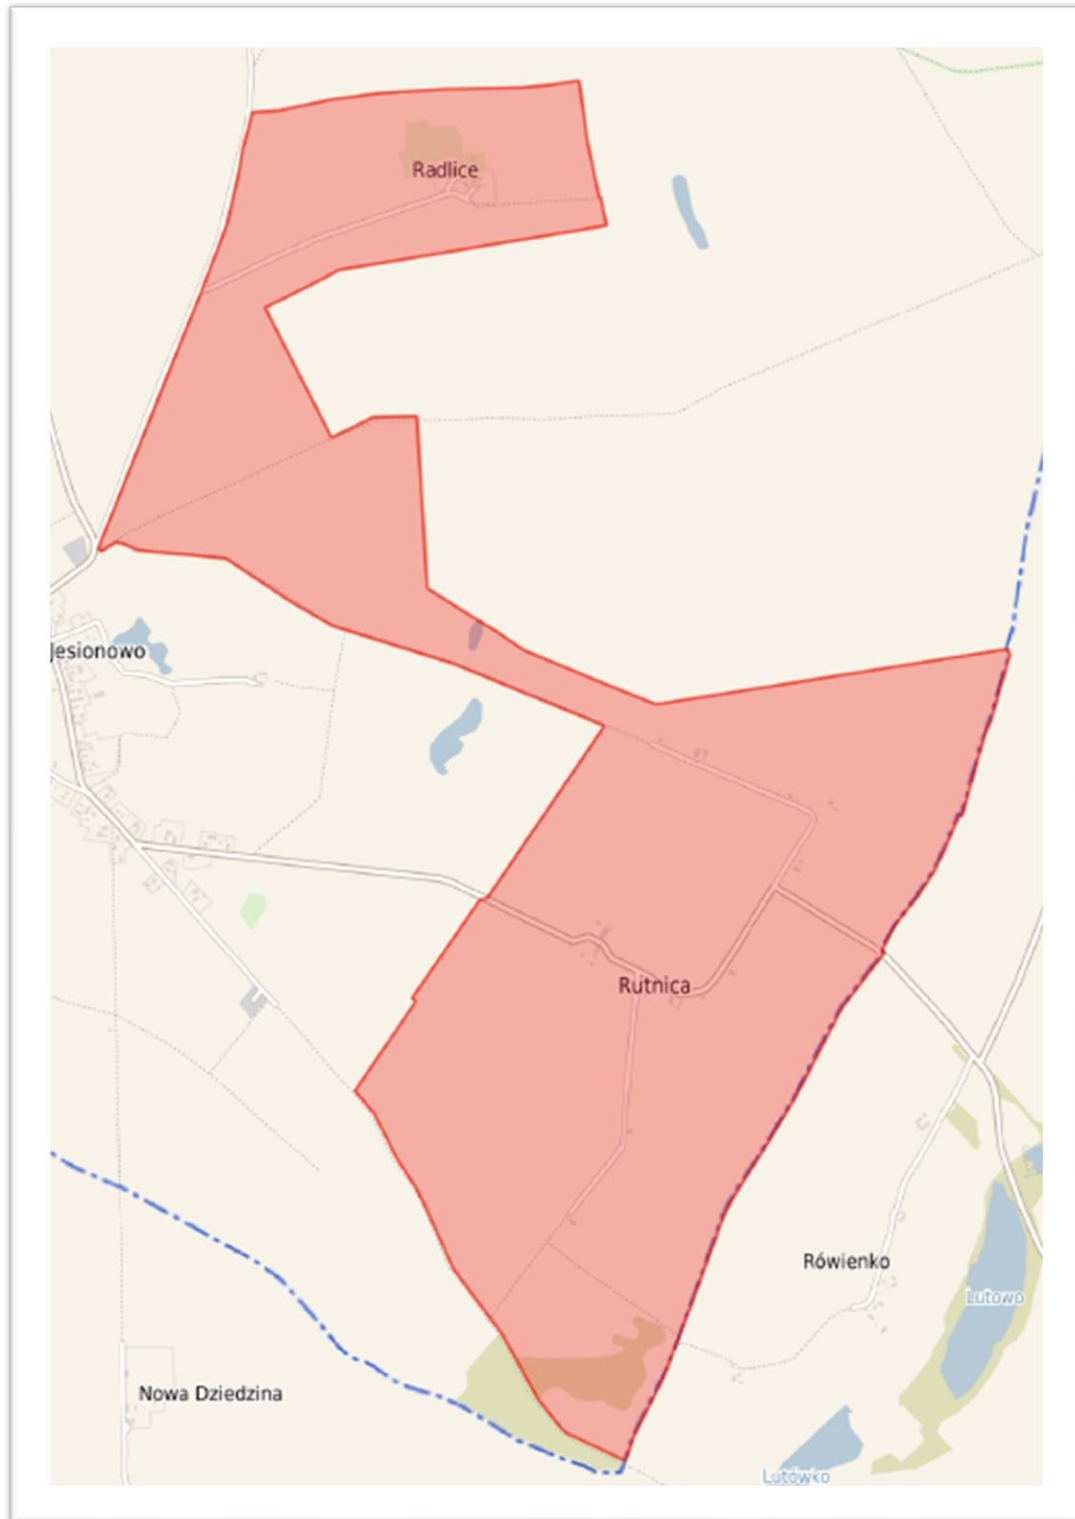 Radlice
Jesionowo
Rutnica
Rówienko
Lutowo
Nowa Dziedzina
Lutówko